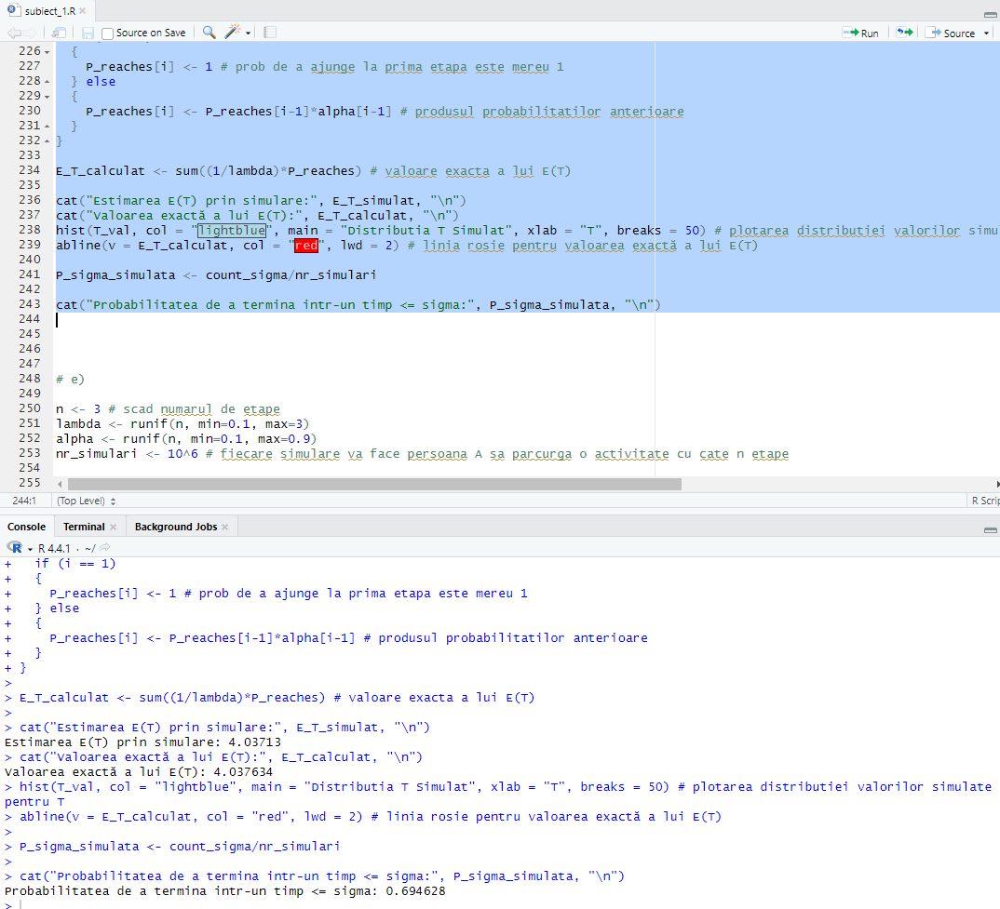 subiect_1.R
Source on Save
Run
Source
226 {
227 P_reaches[i] <- 1 # prob de a ajunge la prima etapa este mereu 1
228 } else
229 {
230 P_reaches[i] <- P_reaches[i-1]*alpha[i-1] # produsul probabilitatilor anterioare
231 }
232 }
233
234 E_T_calculat <- sum((1/lambda)*P_reaches) # valoare exacta a lui E(T)
235
236 cat("Estimarea E(T) prin simulare:", E_T_simulat, "\n")
237 cat("Valoarea exactă a lui E(T):", E_T_calculat, "\n")
238 hist(T_val, col = "lightblue", main = "Distributia T Simulat", xlab = "T", breaks = 50) # plotarea distributiei valorilor simu
239 abline(v = E_T_calculat, col = "red", lwd = 2) # linia rosie pentru valoarea exactă a lui E(T)
240
241 P_sigma_simulata <- count_sigma/nr_simulari
242
243 cat("Probabilitatea de a termina intr-un timp <= sigma:", P_sigma_simulata, "\n")
244
245
246
247
248 # e)
249
250 n <- 3 # scad numarul de etape
251 lambda <- runif(n, min=0.1, max=3)
252 alpha <- runif(n, min=0.1, max=0.9)
253 nr_simulari <- 10^6 # fiecare simulare va face persoana A sa parcurga o activitate cu cate n etape
254
255
244:1 (Top Level) R Scrip
Console Terminal Background Jobs
R 4.4.1 · ~/
+ if (i == 1)
+ {
+ P_reaches[i] <- 1 # prob de a ajunge la prima etapa este mereu 1
+ } else
+ {
+ P_reaches[i] <- P_reaches[i-1]*alpha[i-1] # produsul probabilitatilor anterioare
+ }
+ }
>
> E_T_calculat <- sum((1/lambda)*P_reaches) # valoare exacta a lui E(T)
>
> cat("Estimarea E(T) prin simulare:", E_T_simulat, "\n")
Estimarea E(T) prin simulare: 4.03713
> cat("Valoarea exactă a lui E(T):", E_T_calculat, "\n")
Valoarea exactă a lui E(T): 4.037634
> hist(T_val, col = "lightblue", main = "Distributia T Simulat", xlab = "T", breaks = 50) # plotarea distributiei valorilor simulate
pentru T
> abline(v = E_T_calculat, col = "red", lwd = 2) # linia rosie pentru valoarea exactă a lui E(T)
>
> P_sigma_simulata <- count_sigma/nr_simulari
>
> cat("Probabilitatea de a termina intr-un timp <= sigma:", P_sigma_simulata, "\n")
Probabilitatea de a termina intr-un timp <= sigma: 0.694628
>